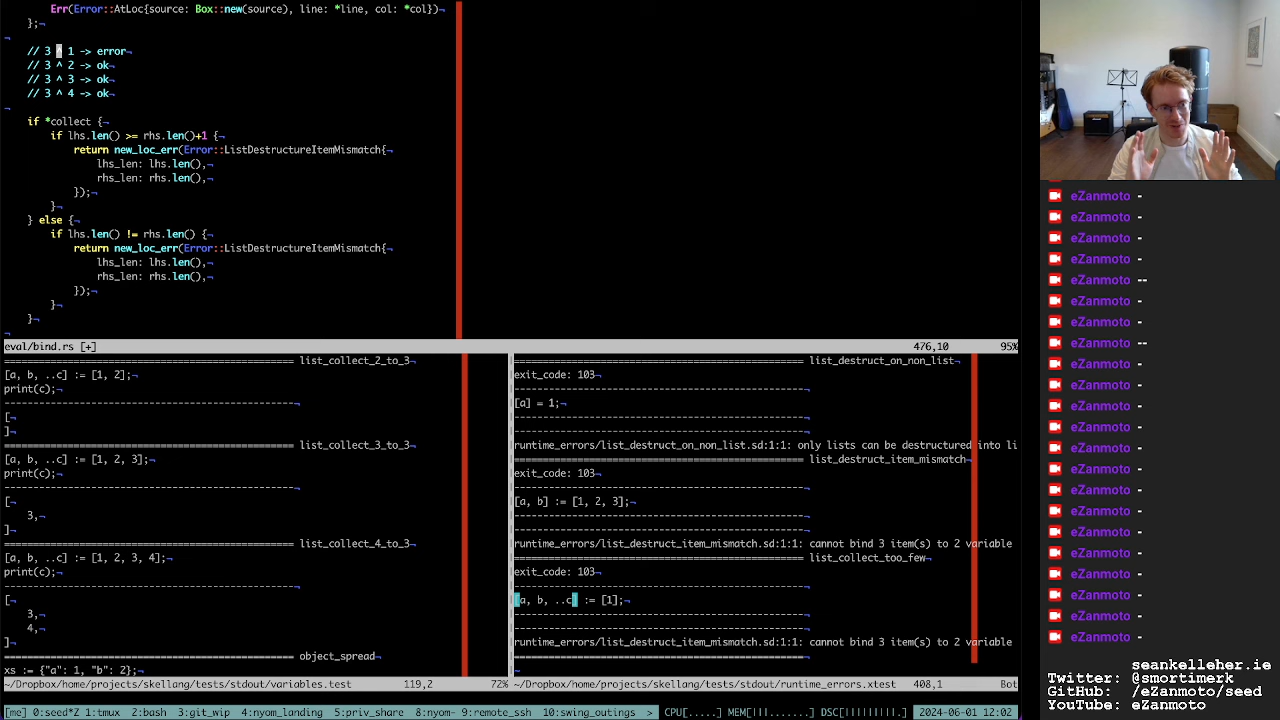 Err(Error::AtLoc{source: Box::new(source), line: *line, col: *col})¬
};¬
¬
// 3 ^ 1 -> error¬
// 3 ^ 2 -> ok¬
// 3 ^ 3 -> ok¬
// 3 ^ 4 -> ok¬
¬
if *collect {¬
if lhs.len() >= rhs.len()+1 {¬
return new_loc_err(Error::ListDestructureItemMismatch{¬
lhs_len: lhs.len(),¬
rhs_len: rhs.len(),¬
});¬
}¬
} else {¬
if lhs.len() != rhs.len() {¬
return new_loc_err(Error::ListDestructureItemMismatch{¬
lhs_len: lhs.len(),¬
rhs_len: rhs.len(),¬
});¬
}¬
}¬
¬
eval/bind.rs [+] 476,10 95%
================================================== list_collect_2_to_3¬
[a, b, ..c] := [1, 2];¬
print(c);¬
--------------------------------------------------¬
[¬
]¬
================================================== list_collect_3_to_3¬
[a, b, ..c] := [1, 2, 3];¬
print(c);¬
--------------------------------------------------¬
[¬
3,¬
]¬
================================================== list_collect_4_to_3¬
[a, b, ..c] := [1, 2, 3, 4];¬
print(c);¬
--------------------------------------------------¬
[¬
3,¬
4,¬
]¬
================================================== object_spread¬
xs := {"a": 1, "b": 2};¬
~/Dropbox/home/projects/skellang/tests/stdout/variables.test 119,2 72%
================================================== list_destruct_on_non_list¬
exit_code: 103¬
--------------------------------------------------¬
[a] = 1;¬
--------------------------------------------------¬
--------------------------------------------------¬
runtime_errors/list_destruct_on_non_list.sd:1:1: only lists can be destructured into li
================================================== list_destruct_item_mismatch¬
exit_code: 103¬
--------------------------------------------------¬
[a, b] := [1, 2, 3];¬
--------------------------------------------------¬
--------------------------------------------------¬
runtime_errors/list_destruct_item_mismatch.sd:1:1: cannot bind 3 item(s) to 2 variable
================================================== list_collect_too_few¬
exit_code: 103¬
--------------------------------------------------¬
[a, b, ..c] := [1];¬
--------------------------------------------------¬
--------------------------------------------------¬
runtime_errors/list_destruct_item_mismatch.sd:1:1: cannot bind 3 item(s) to 2 variable
==================================================¬
¬
~/Dropbox/home/projects/skellang/tests/stdout/runtime_errors.xtest 408,1 Bot
[me] 0:seed*Z 1:tmux 2:bash 3:git_wip 4:nyom_landing 5:priv_share 8:nyom- 9:remote_ssh 10:swing_outings > CPU[.....] MEM[|||.......] DSC[|||||||||.] 2024-06-01 12:02
eZanmoto -
eZanmoto -
eZanmoto -
eZanmoto -
eZanmoto --
eZanmoto -
eZanmoto -
eZanmoto --
eZanmoto -
eZanmoto -
eZanmoto -
eZanmoto -
eZanmoto -
eZanmoto -
eZanmoto -
eZanmoto -
eZanmoto -
eZanmoto -
eZanmoto -
eZanmoto -
eZanmoto -
eZanmoto -
seankelleher.ie
Twitter: @smortimerk
GitHub: /eZanmoto/seed
YouTube: @eZanmoto